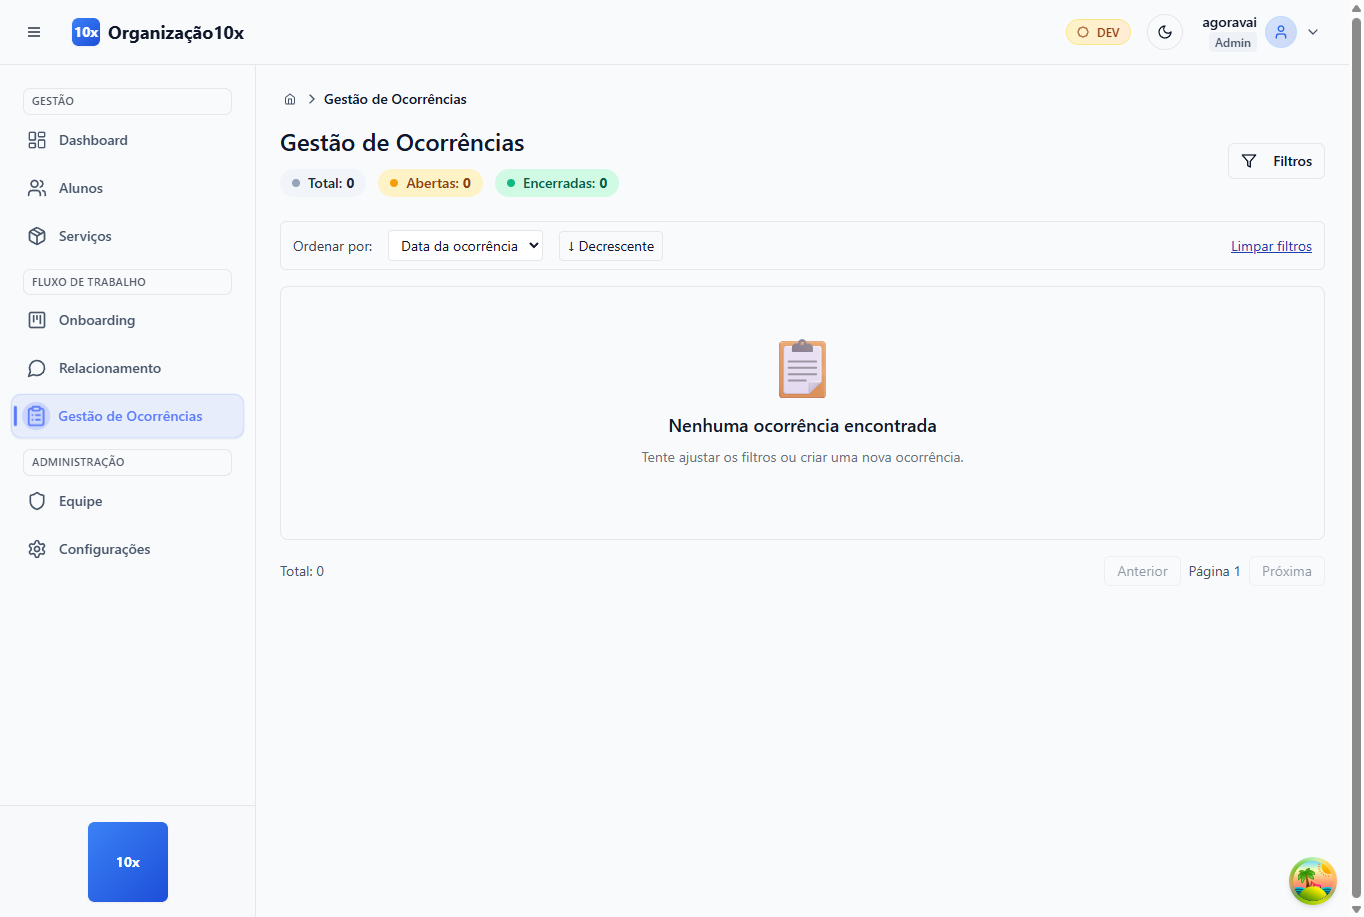 10x Organização10x
DEV
agoravai
Admin
GESTÃO
Dashboard
Alunos
Serviços
FLUXO DE TRABALHO
Onboarding
Relacionamento
Gestão de Ocorrências
ADMINISTRAÇÃO
Equipe
Configurações
10x
Gestão de Ocorrências
Gestão de Ocorrências
Total: 0
Abertas: 0
Encerradas: 0
Filtros
Ordenar por:
Data da ocorrência
↓ Decrescente
Limpar filtros
Nenhuma ocorrência encontrada
Tente ajustar os filtros ou criar uma nova ocorrência.
Total: 0
Anterior
Página 1
Próxima